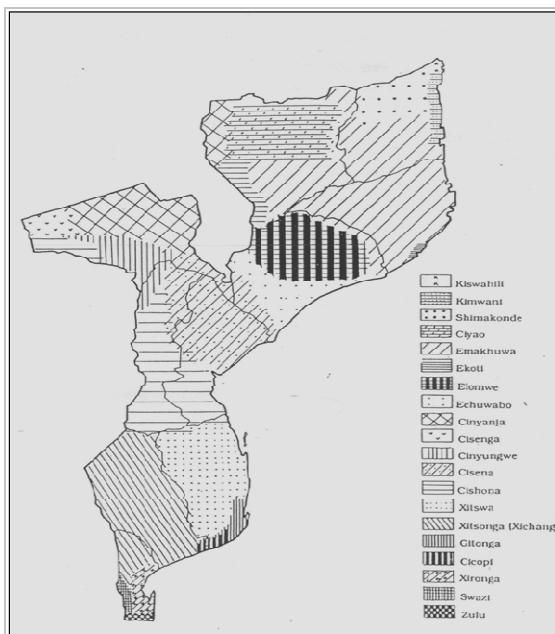 Kiswahili
Kimwani
Shimakonde
Ciyao
Emakhuwa
Ekoti
Elomwe
Echuwabo
Cinyanja
Cisenga
Cinyungwe
Cisena
Cishona
Xitswa
Xitsonga (Xichang
Gitonga
Cicopi
Xironga
Swazi
Zulu